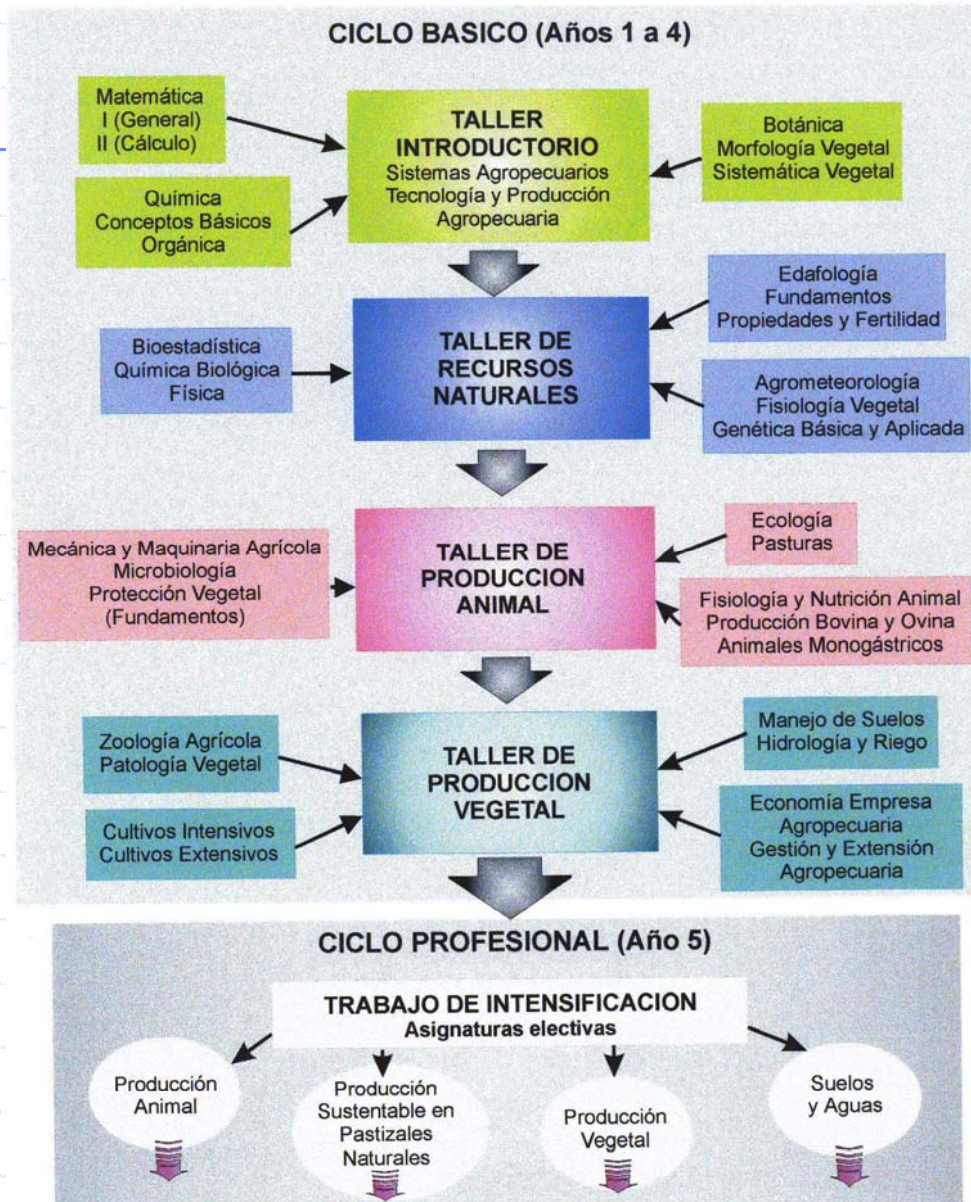 CICLO BASICO (Años 1 a 4)
Matemática
I (General)
II (Cálculo)
Química
Conceptos Básicos
Orgánica
TALLER
INTRODUCTORIO
Sistemas Agropecuarios
Tecnología y Producción
Agropecuaria
Botánica
Morfología Vegetal
Sistemática Vegetal
Bioestadística
Química Biológica
Física
TALLER DE
RECURSOS
NATURALES
Edafología
Fundamentos
Propiedades y Fertilidad
Agrometeorología
Fisiología Vegetal
Genética Básica y Aplicada
Mecánica y Maquinaria Agrícola
Microbiología
Protección Vegetal
(Fundamentos)
TALLER DE
PRODUCCION
ANIMAL
Ecología
Pasturas
Fisiología y Nutrición Animal
Producción Bovina y Ovina
Animales Monogástricos
Zoología Agrícola
Patología Vegetal
Cultivos Intensivos
Cultivos Extensivos
TALLER DE
PRODUCCION
VEGETAL
Manejo de Suelos
Hidrología y Riego
Economía Empresa
Agropecuaria
Gestión y Extensión
Agropecuaria
CICLO PROFESIONAL (Año 5)
TRABAJO DE INTENSIFICACION
Asignaturas electivas
Producción
Animal
Producción
Sustentable en
Pastizales
Naturales
Producción
Vegetal
Suelos
y Aguas